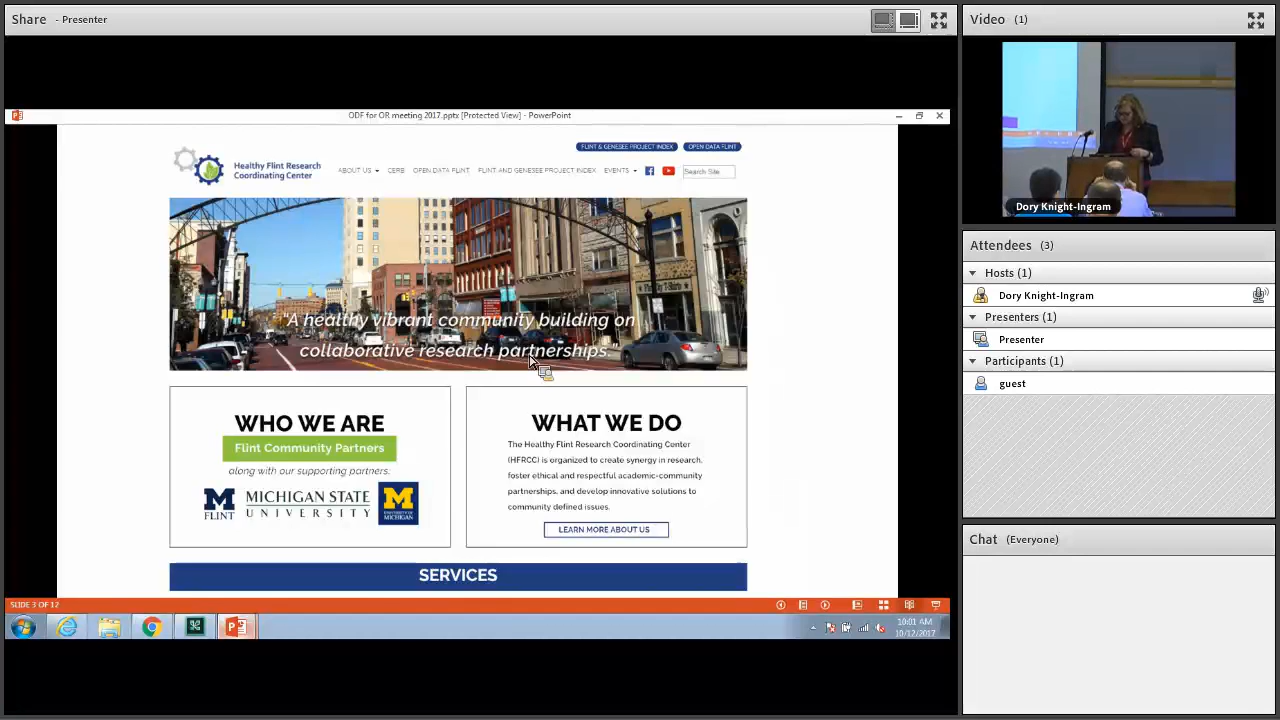 Share - Presenter
ODF for OR meeting 2017.pptx [Protected View] - PowerPoint
FLINT & GENESEE PROJECT INDEX
OPEN DATA FLINT
Healthy Flint Research
Coordinating Center
ABOUT US
CERB
OPEN DATA FLINT
FLINT AND GENESEE PROJECT INDEX
EVENTS
Search Site
"A healthy vibrant community building on
collaborative research partnerships."
WHO WE ARE
Flint Community Partners
along with our supporting partners:
M
FLINT
MICHIGAN STATE
UNIVERSITY
M
UNIVERSITY OF
MICHIGAN
WHAT WE DO
The Healthy Flint Research Coordinating Center
(HFRCC) is organized to create synergy in research,
foster ethical and respectful academic-community
partnerships, and develop innovative solutions to
community defined issues.
LEARN MORE ABOUT US
SERVICES
SLIDE 3 OF 12
10:01 AM
10/12/2017
Video (1)
Dory Knight-Ingram
Attendees (3)
Hosts (1)
Dory Knight-Ingram
Presenters (1)
Presenter
Participants (1)
guest
Chat (Everyone)